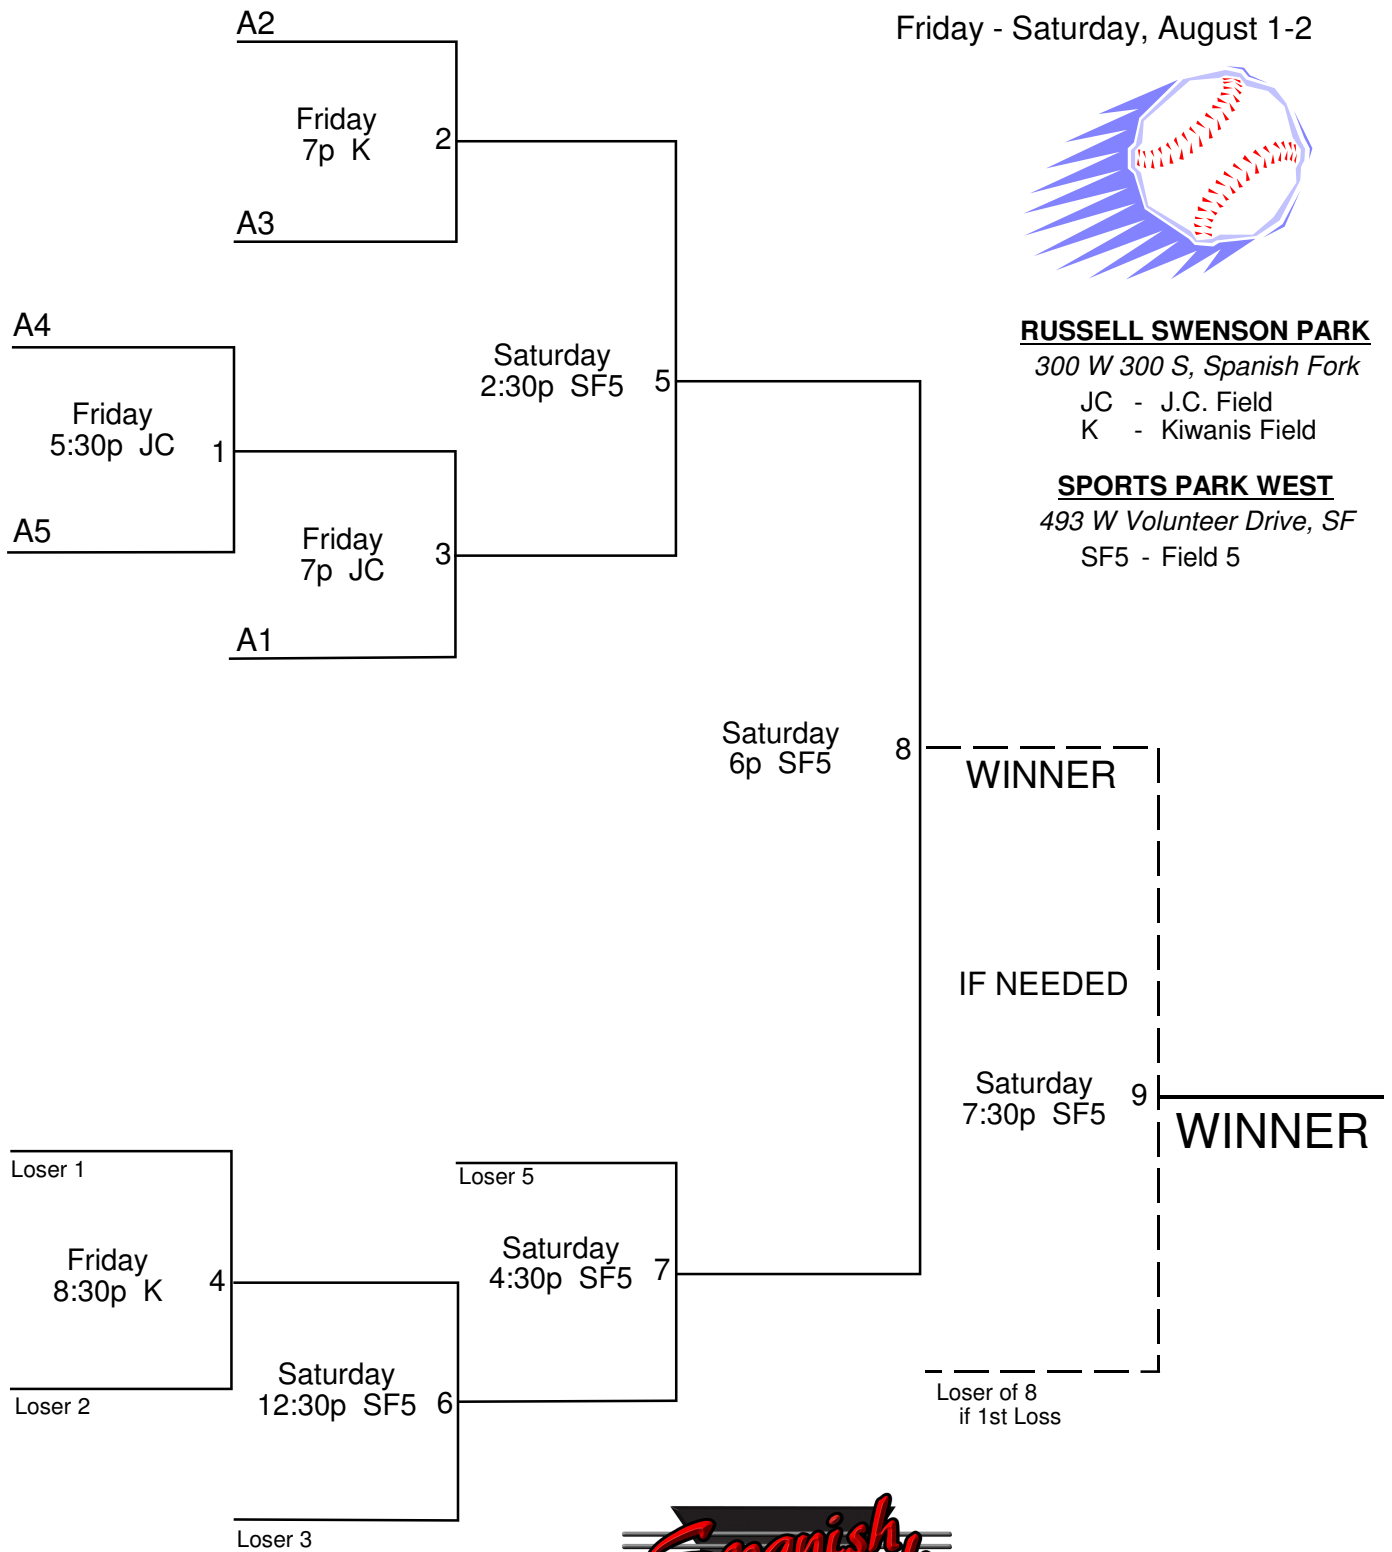 A2
Friday - Saturday, August 1-2
Friday
7p K
2
A3
A4
Friday
5:30p JC
1
A5
Saturday
2:30p SF5
5
RUSSELL SWENSON PARK
300 W 300 S, Spanish Fork
JC - J.C. Field
K - Kiwanis Field
SPORTS PARK WEST
493 W Volunteer Drive, SF
SF5 - Field 5
Friday
7p JC
3
A1
Saturday
6p SF5
8
WINNER
IF NEEDED
Saturday
7:30p SF5
9
WINNER
Loser 1
Friday
8:30p K
4
Loser 2
Loser 5
Saturday
4:30p SF5
7
Saturday
12:30p SF5
6
Loser 3
Loser of 8
if 1st Loss
Spanish